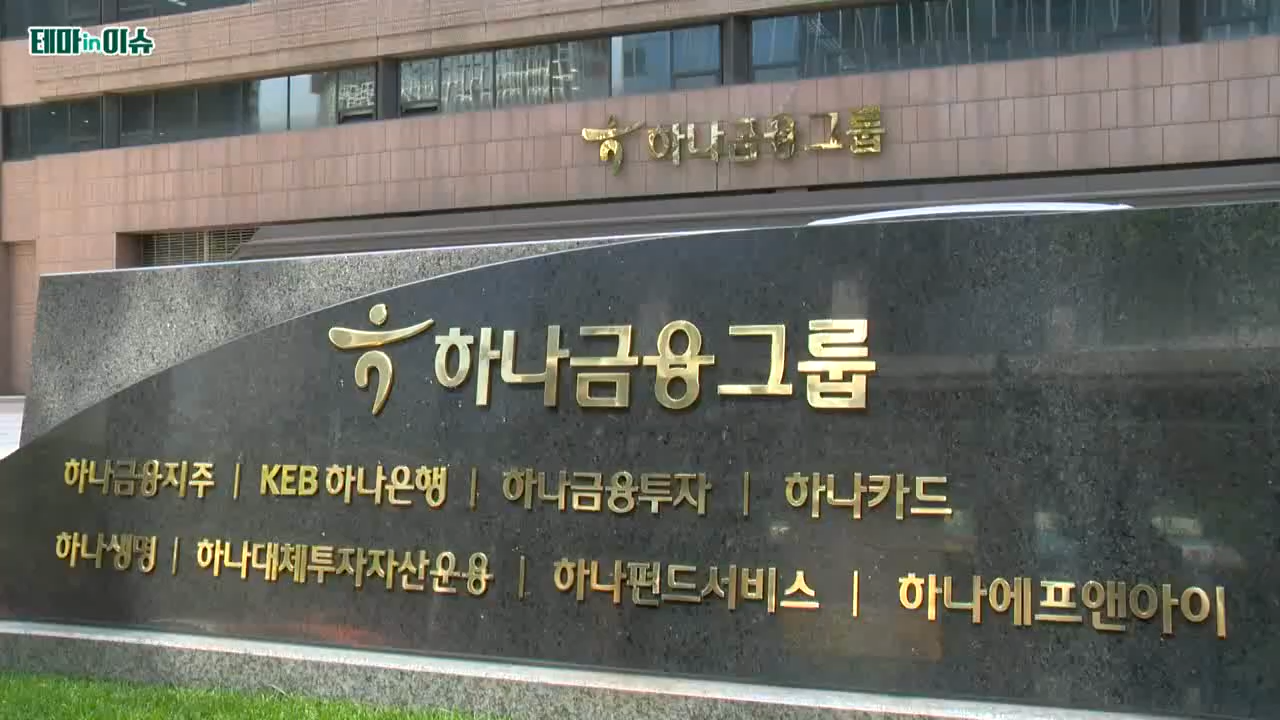 테마in이슈
하나금융그룹
하나금융그룹
하나금융지주 | KEB 하나은행 | 하나금융투자 | 하나카드
하나생명 | 하나대체투자자산운용 | 하나펀드서비스 | 하나에프앤아이